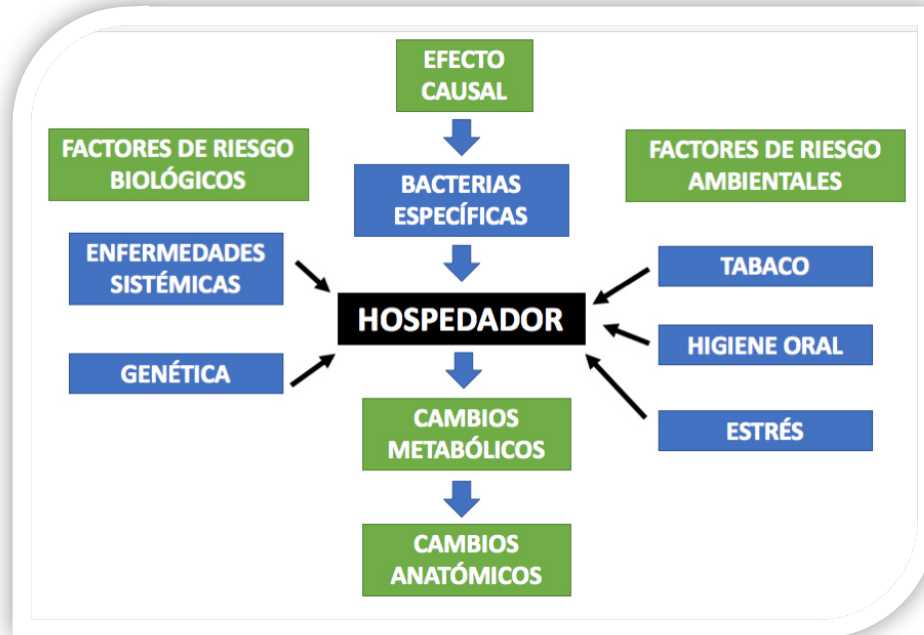 EFECTO
CAUSAL
FACTORES DE RIESGO
BIOLÓGICOS
FACTORES DE RIESGO
AMBIENTALES
BACTERIAS
ESPECÍFICAS
ENFERMEDADES
SISTÉMICAS
TABACO
HOSPEDADOR
HIGIENE ORAL
GENÉTICA
CAMBIOS
METABÓLICOS
ESTRÉS
CAMBIOS
ANATÓMICOS